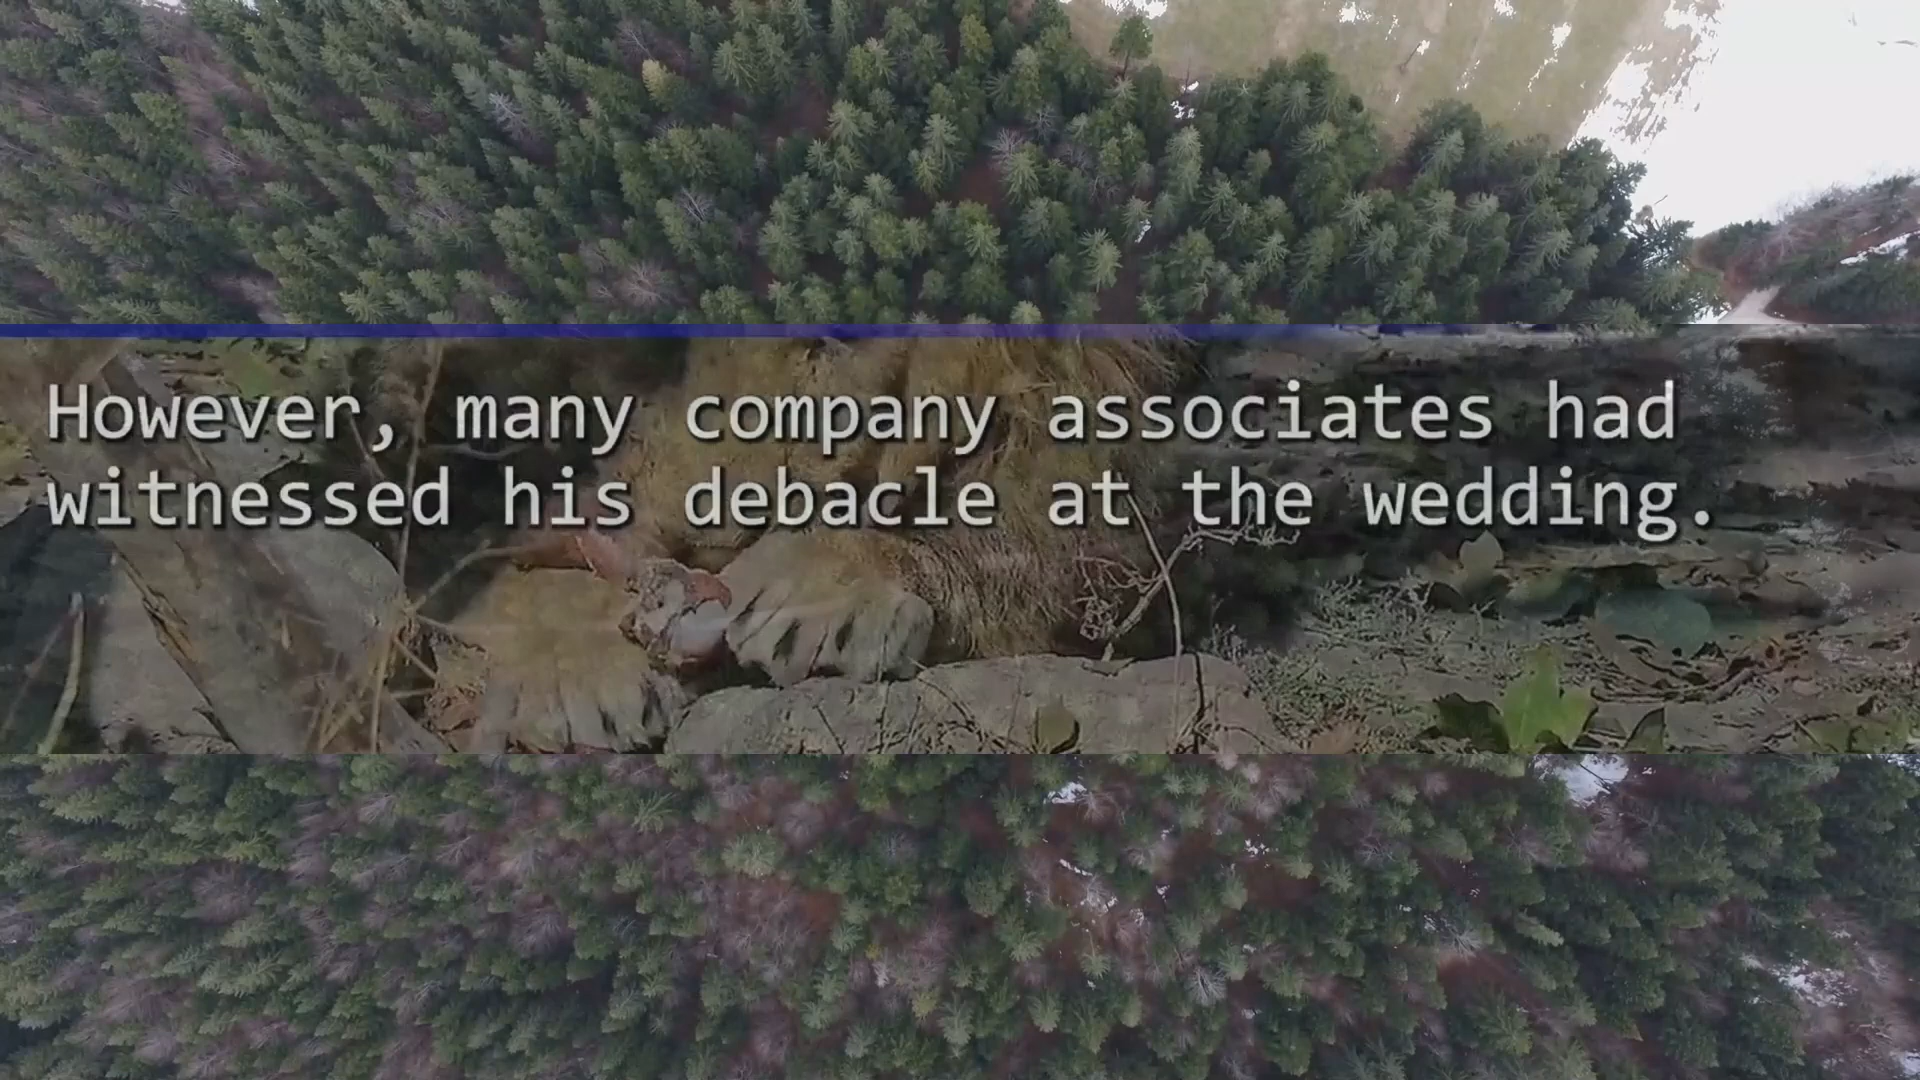 However, many company associates had
witnessed his debacle at the wedding.